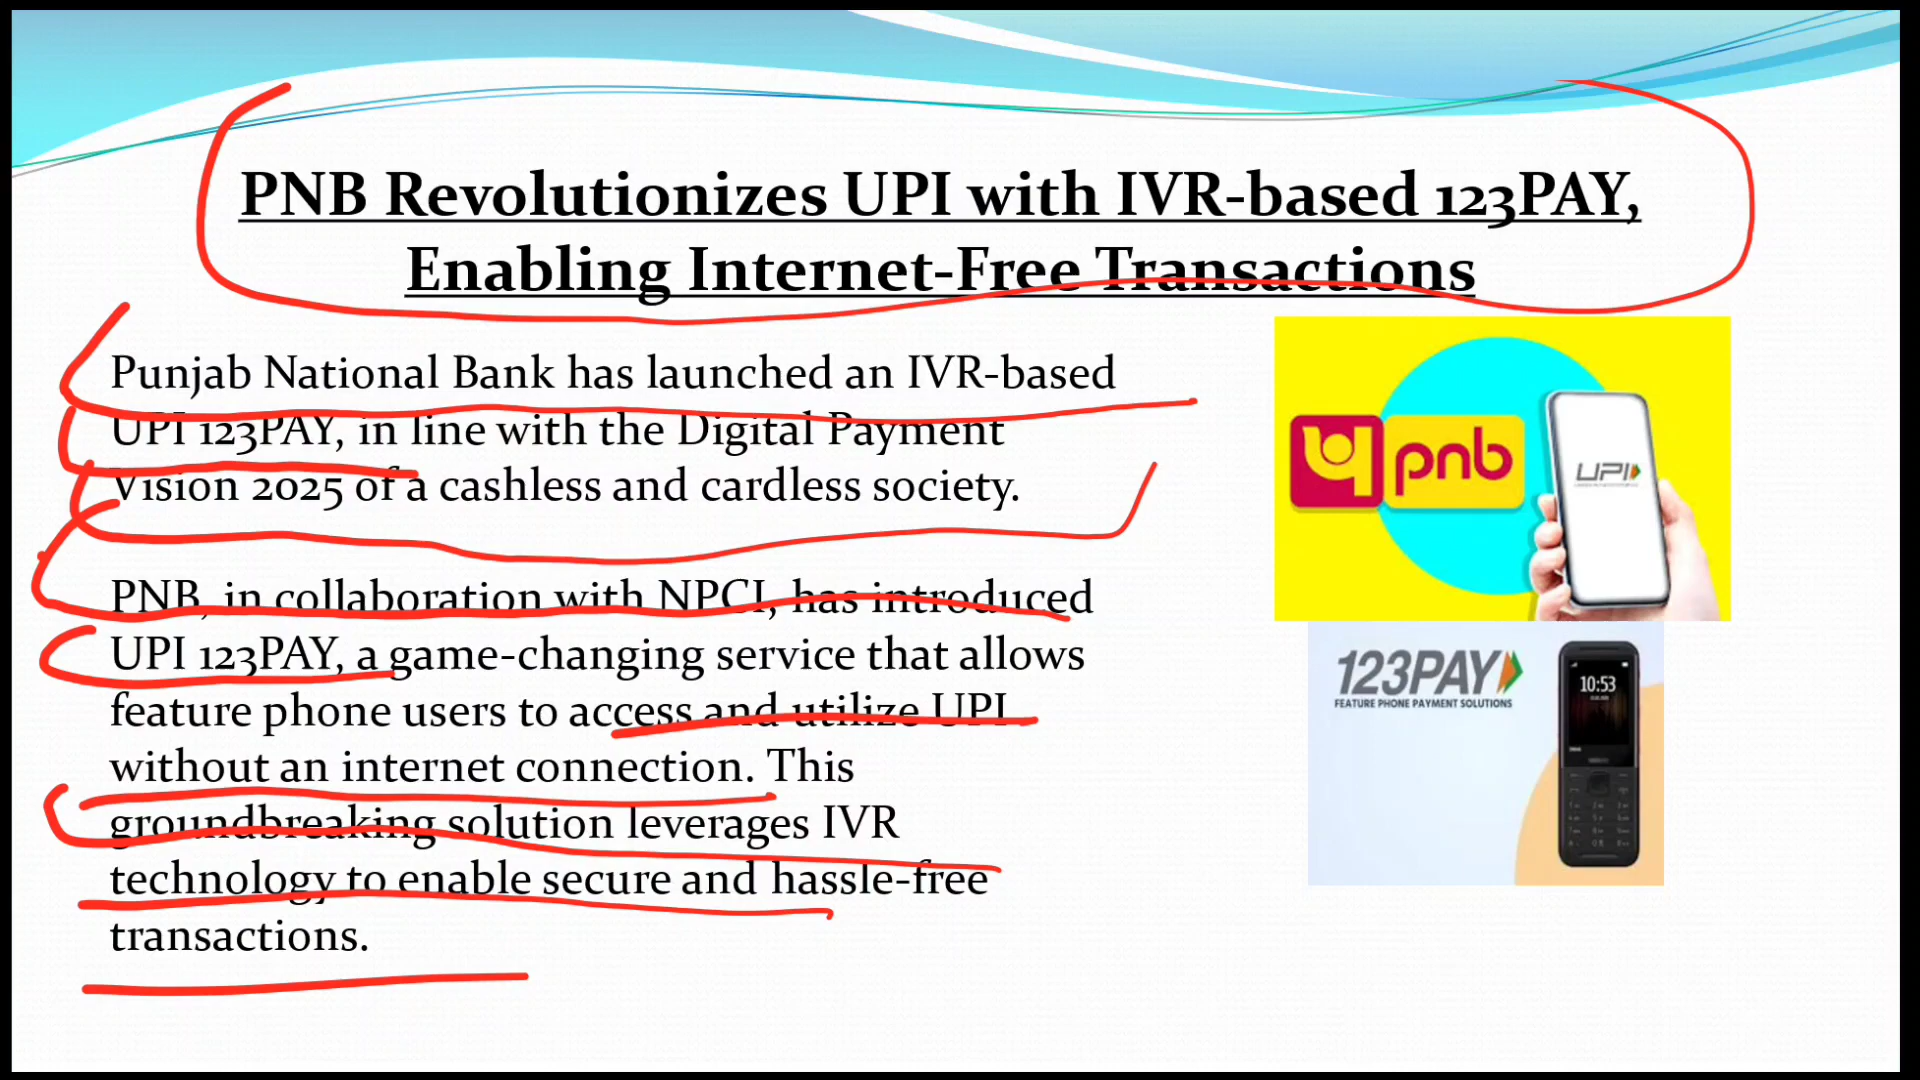 PNB Revolutionizes UPI with IVR-based 123PAY,
Enabling Internet-Free Transactions
Punjab National Bank has launched an IVR-based
UPI 123PAY, in line with the Digital Payment
Vision 2025 of a cashless and cardless society.
PNB, in collaboration with NPCI, has introduced
UPI 123PAY, a game-changing service that allows
feature phone users to access and utilize UPI
without an internet connection. This
groundbreaking solution leverages IVR
technology to enable secure and hassle-free
transactions.
pnb
UPI
123PAY
FEATURE PHONE PAYMENT SOLUTIONS
10:53